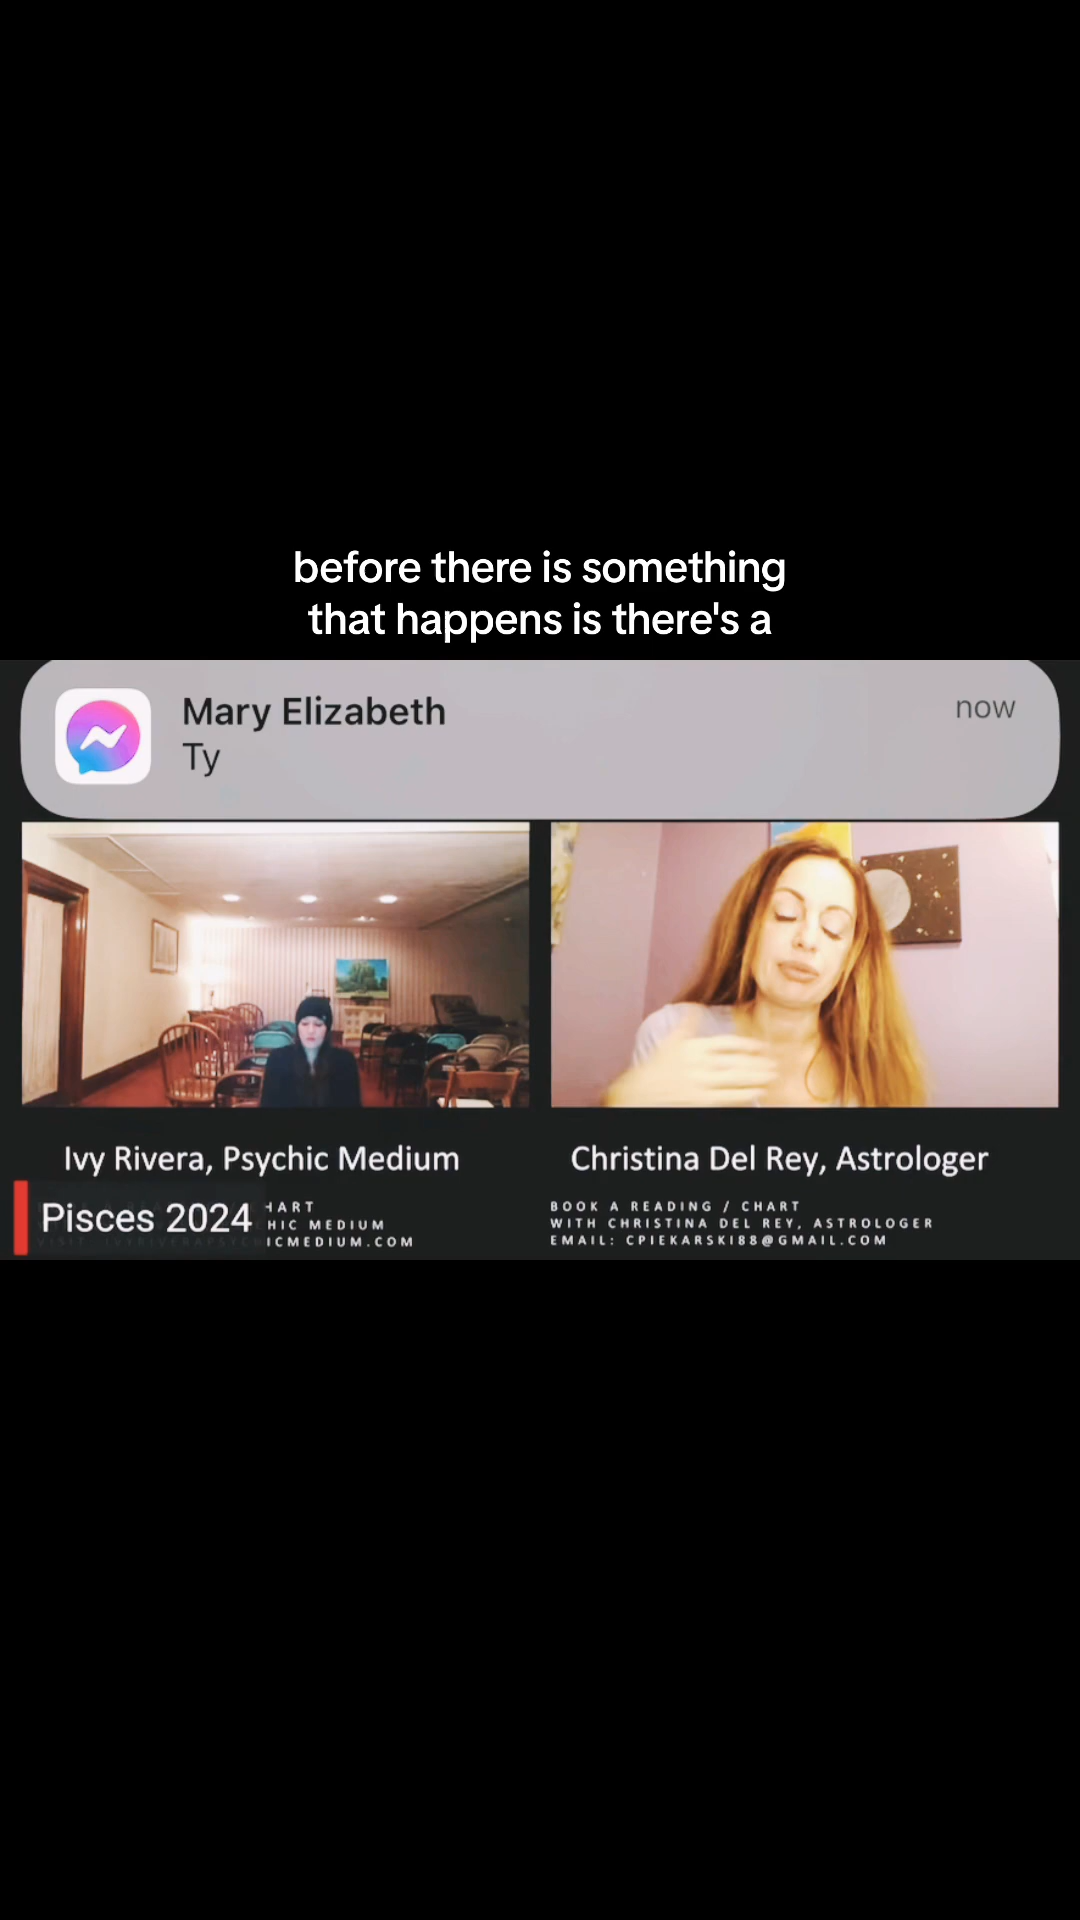 before there is something
that happens is there's a
Mary Elizabeth
now
Ty
Ivy Rivera, Psychic Medium
Christina Del Rey, Astrologer
Pisces 2024
HIC MEDIUM
ICMEDIUM.COM
BOOK A READING / CHART
WITH CHRISTINA DEL REY, ASTROLOGER
EMAIL: CPIEKARSKI88@GMAIL.COM